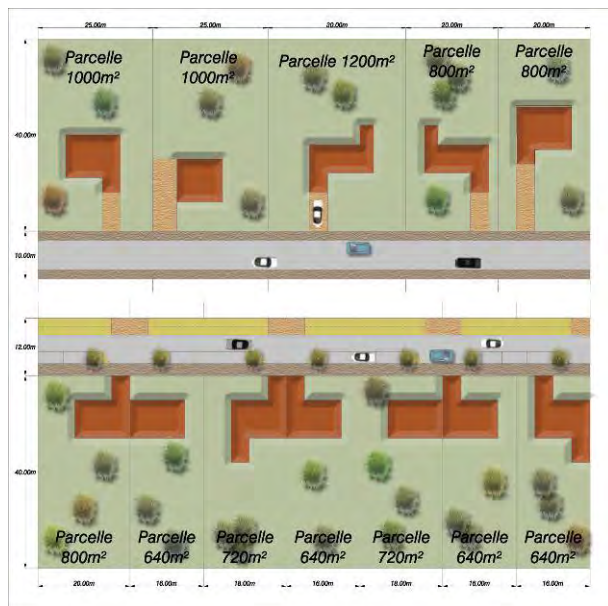 25.00m 25.00m 20.00m 20.00m 20.00m
Parcelle
1000m²
Parcelle
1000m²
Parcelle 1200m²
Parcelle
800m²
Parcelle
800m²
40.00m
10.00m
12.00m
40.00m
Parcelle
800m²
Parcelle
640m²
Parcelle
720m²
Parcelle
640m²
Parcelle
720m²
Parcelle
640m²
Parcelle
640m²
20.00m 16.00m 18.00m 16.00m 18.00m 16.00m 16.00m